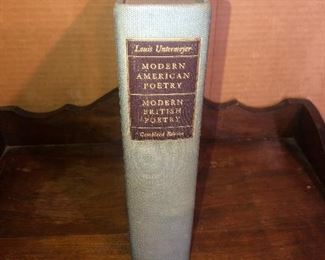 Louis Untermeyer
MODERN
AMERICAN
POETRY
MODERN
BRITISH
POETRY
Combined Edition